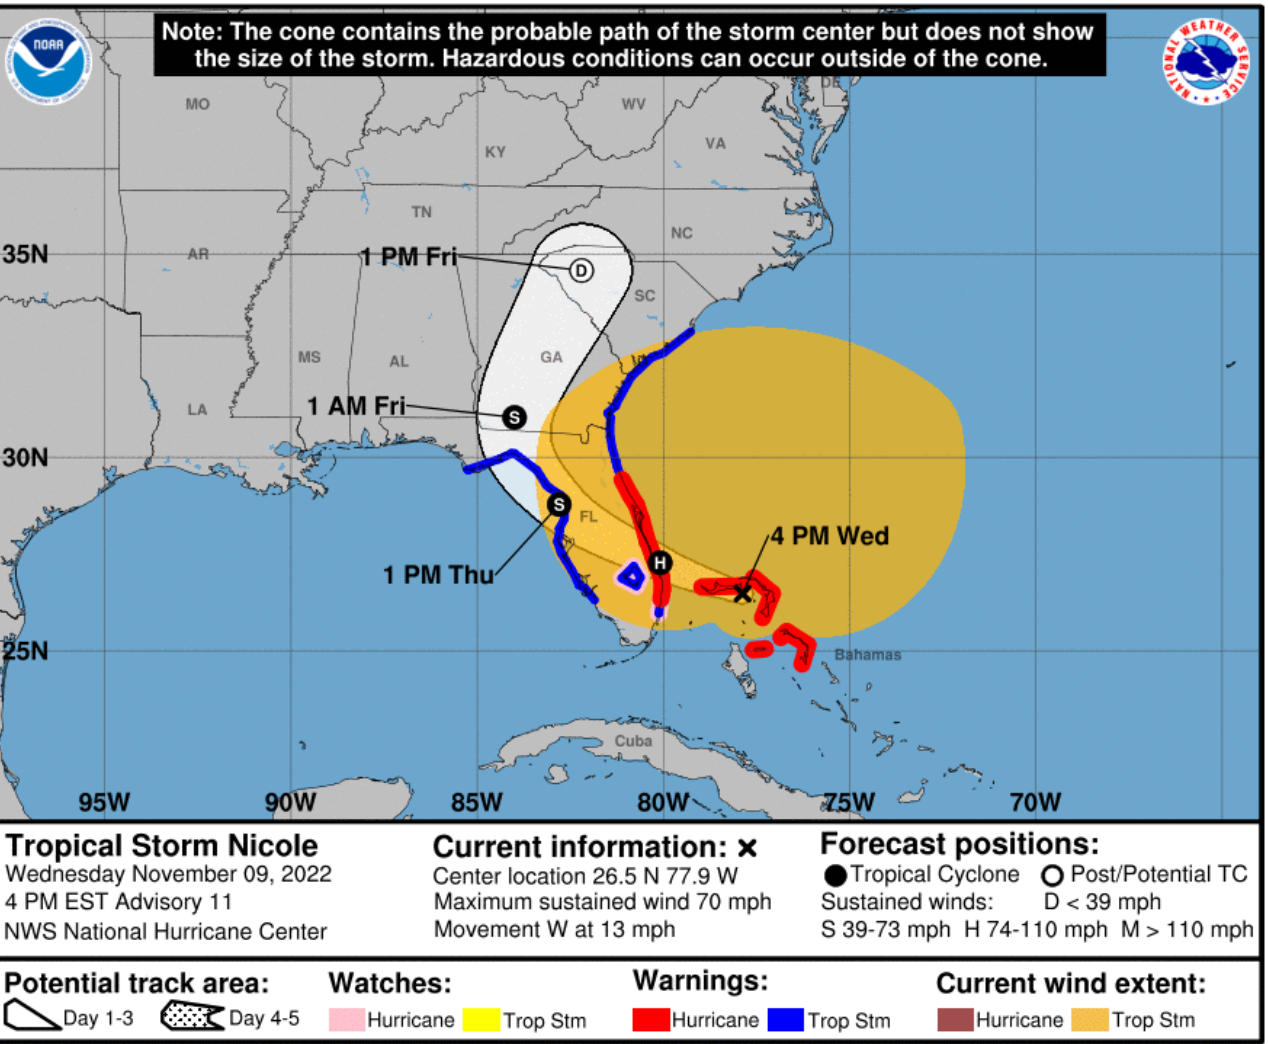 Note: The cone contains the probable path of the storm center but does not show
the size of the storm. Hazardous conditions can occur outside of the cone.
NOAA
NATIONAL WEATHER SERVICE
DE
MO
WV
VA
KY
TN
NC
35N
AR
1 PM Fri
D
SC
MS
AL
GA
LA
1 AM Fri
S
30N
S
FL
4 PM Wed
H
1 PM Thu
25N
Bahamas
Cuba
95W
90W
85W
80W
75W
70W
Tropical Storm Nicole
Wednesday November 09, 2022
4 PM EST Advisory 11
NWS National Hurricane Center
Current information: ×
Center location 26.5 N 77.9 W
Maximum sustained wind 70 mph
Movement W at 13 mph
Forecast positions:
Tropical Cyclone Post/Potential TC
Sustained winds: D < 39 mph
S 39-73 mph H 74-110 mph M > 110 mph
Potential track area:
Day 1-3 Day 4-5
Watches:
Hurricane Trop Stm
Warnings:
Hurricane Trop Stm
Current wind extent:
Hurricane Trop Stm